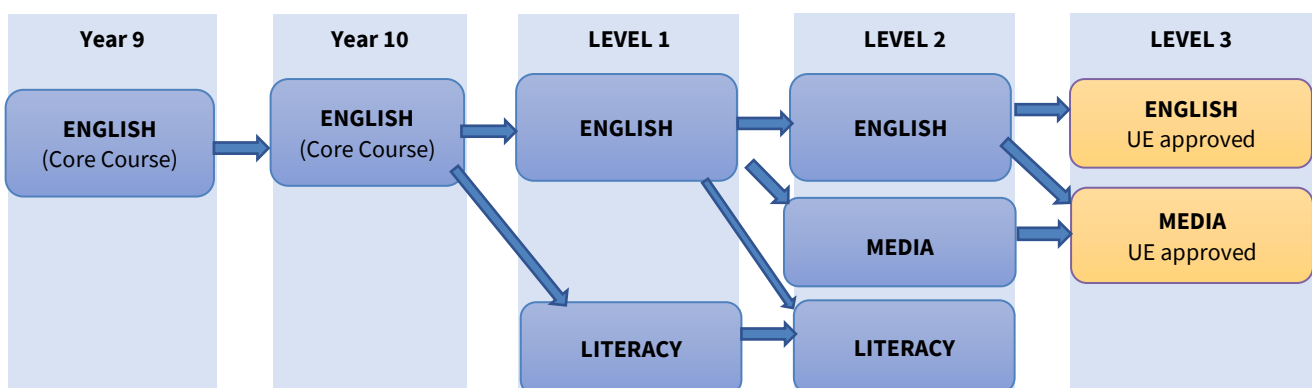 Year 9
Year 10
LEVEL 1
LEVEL 2
LEVEL 3
ENGLISH
(Core Course)
ENGLISH
(Core Course)
ENGLISH
ENGLISH
ENGLISH
UE approved
MEDIA
MEDIA
UE approved
LITERACY
LITERACY